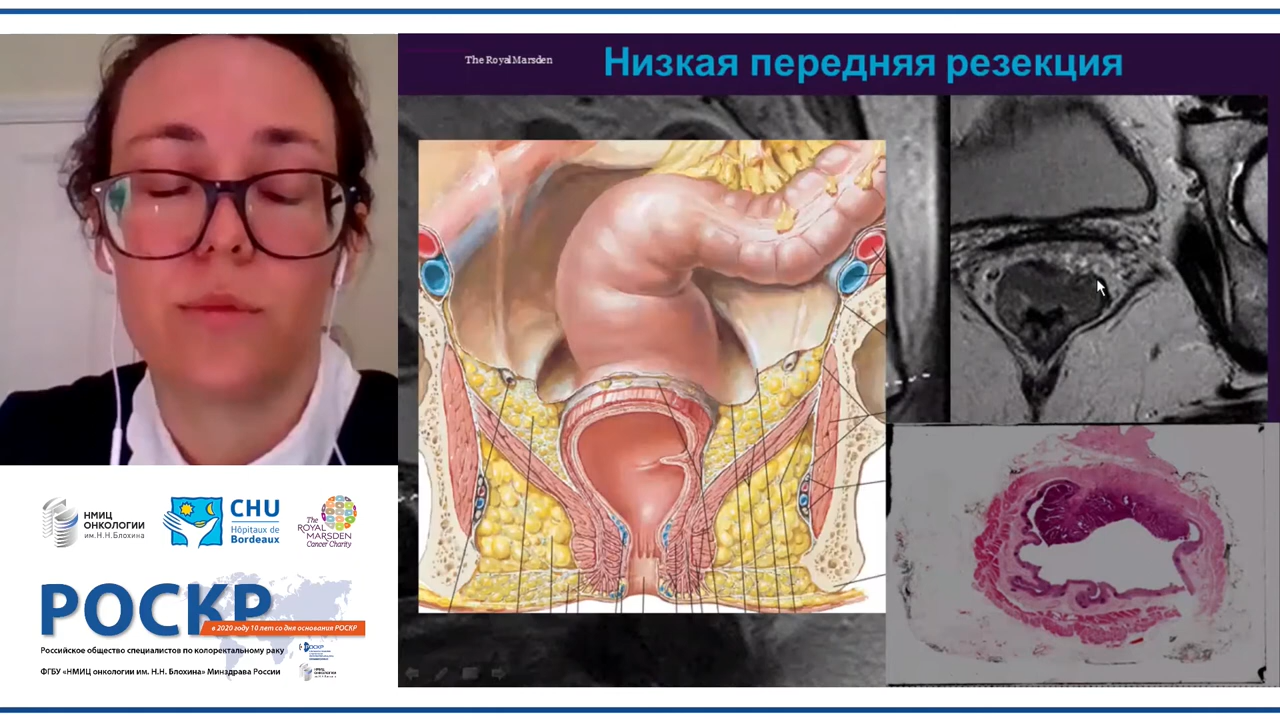 The Royal Marsden
Низкая передняя резекция
НМИЦ
ОНКОЛОГИИ
им. Н.Н. Блохина
CHU
Hôpitaux de
Bordeaux
The
ROYAL
MARSDEN
Cancer Charity
РОСКР
в 2020 году 10 лет со дня основания РОСКР
Российское общество специалистов по колоректальному раку
ФГБУ «НМИЦ онкологии им. Н.Н. Блохина» Минздрава России